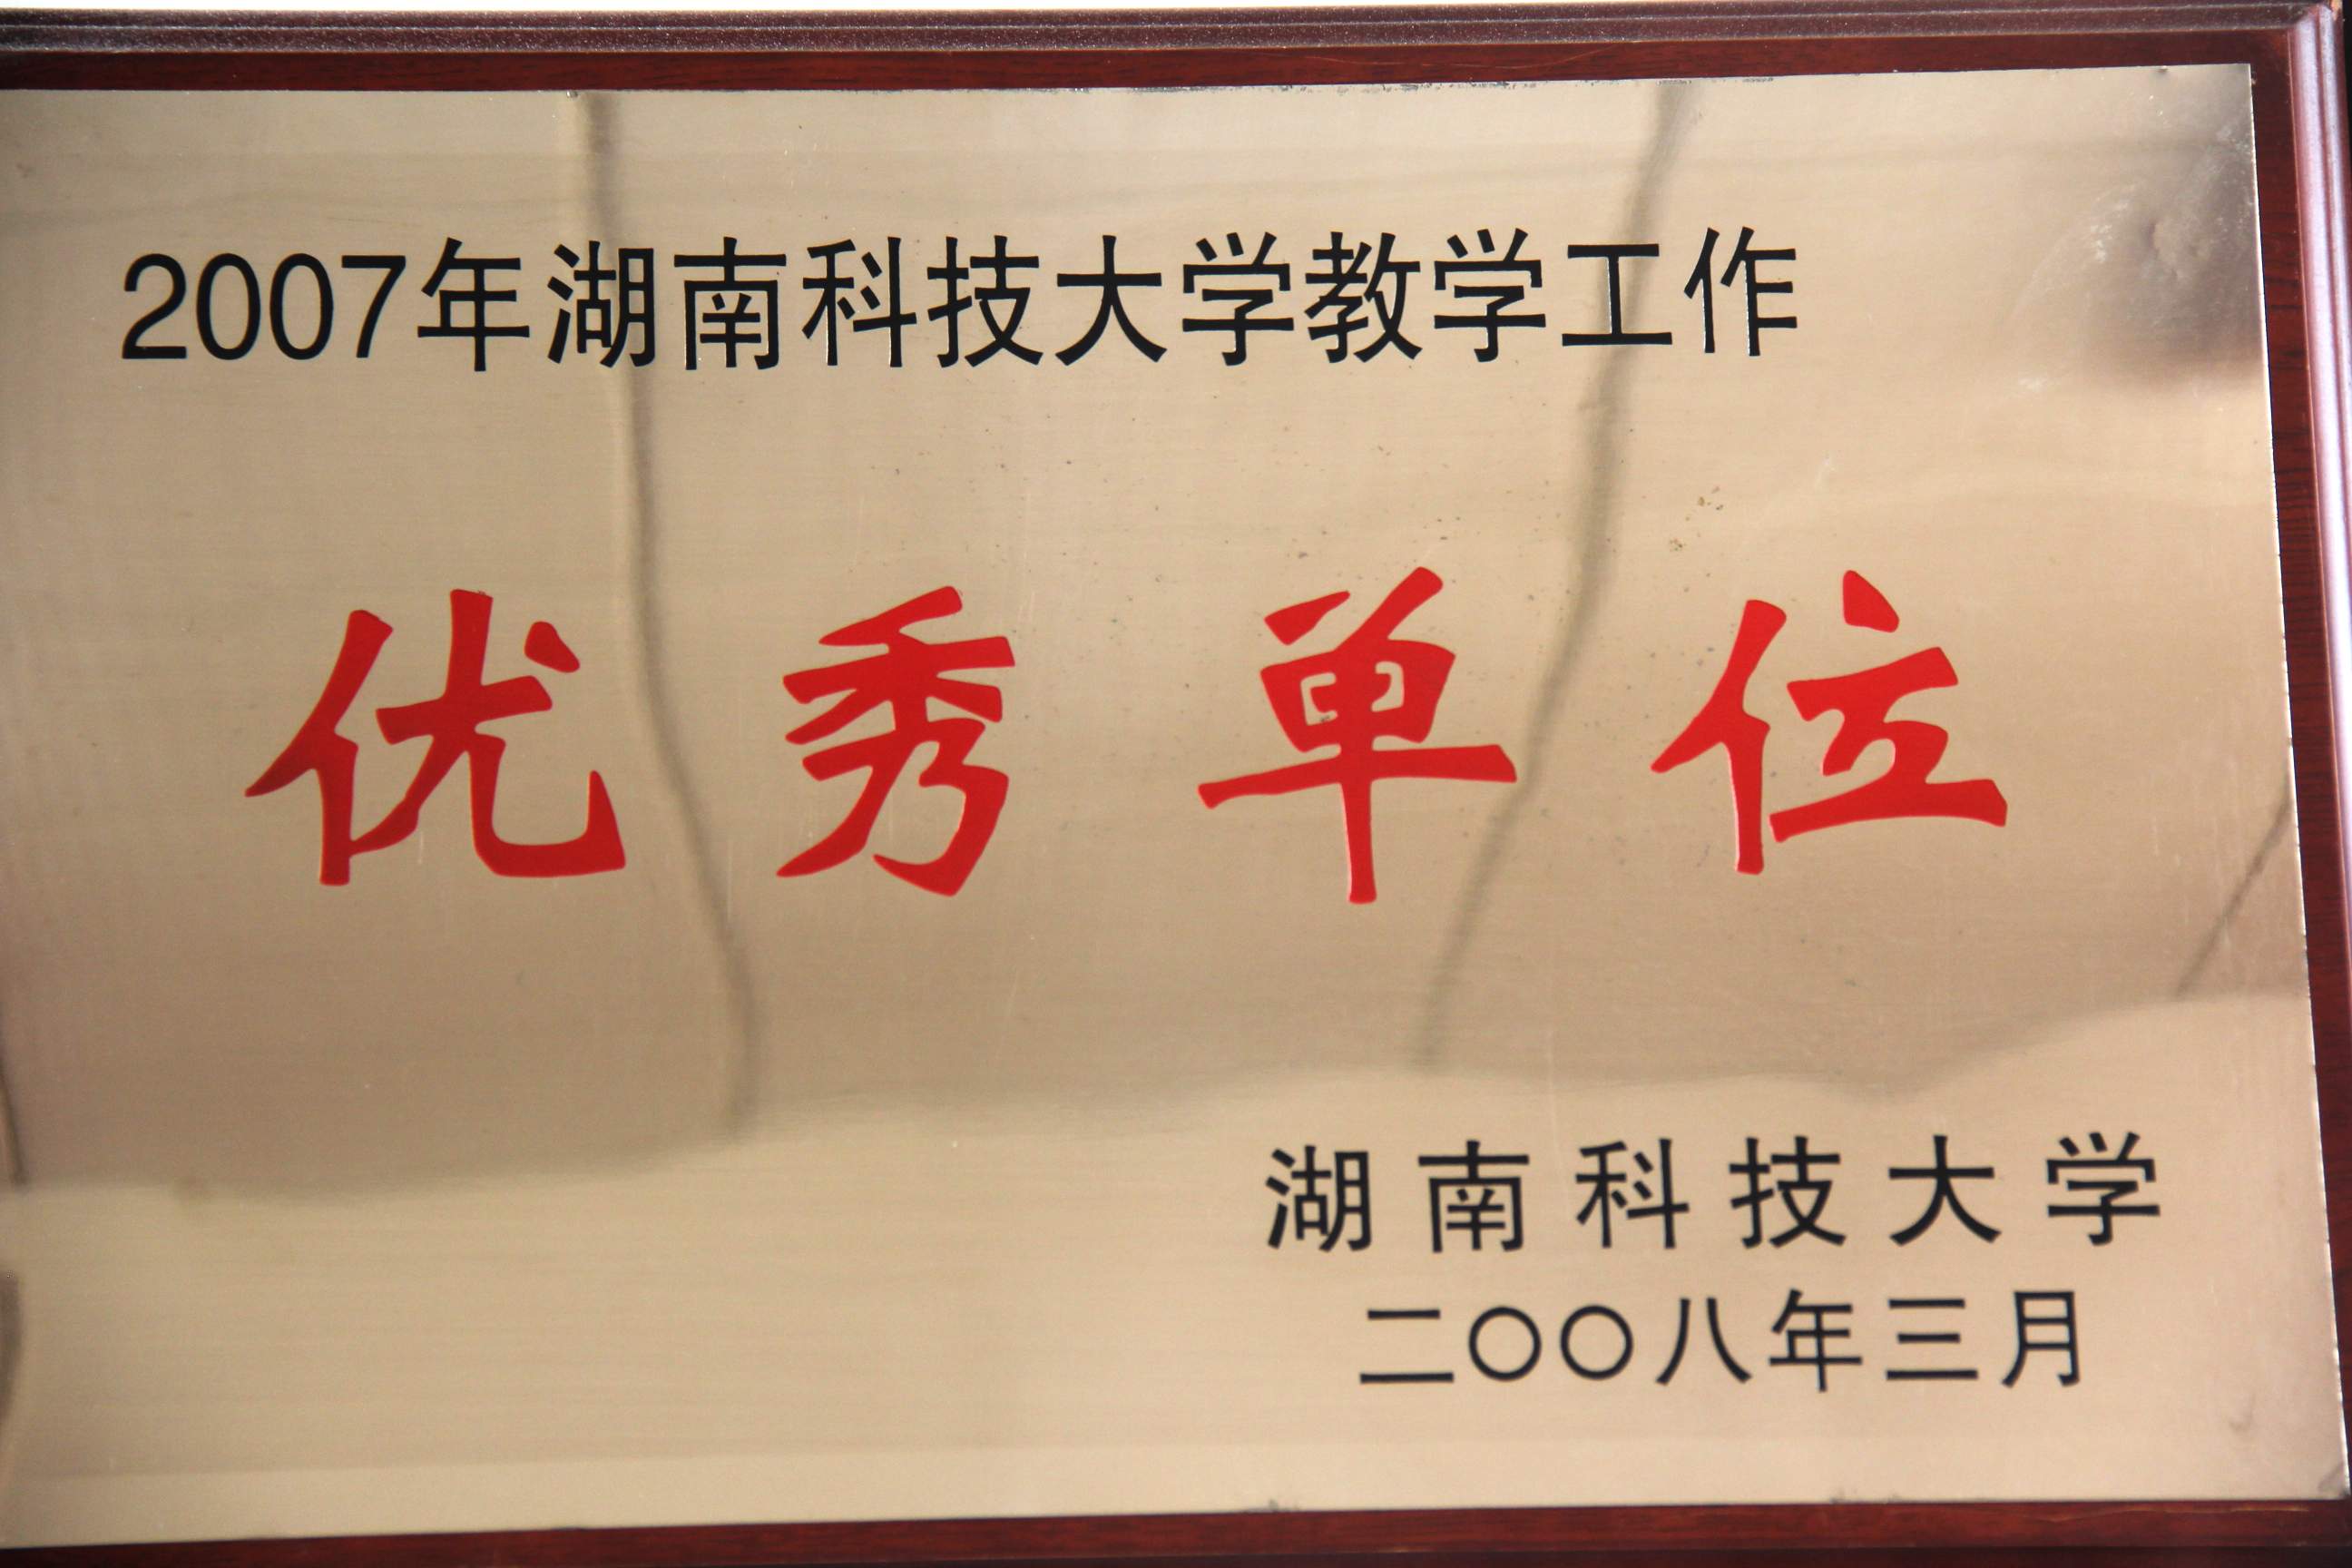 2007年湖南科技大学教学工作
优秀单位
湖南科技大学
二〇〇八年三月